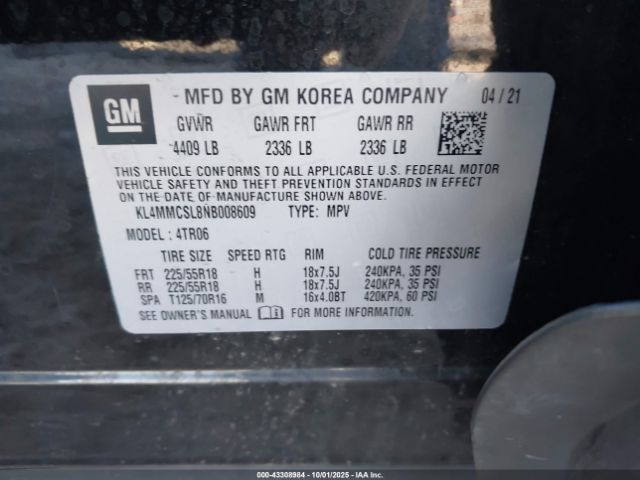 GM
MFD BY GM KOREA COMPANY 04 / 21
GVWR GAWR FRT GAWR RR
4409 LB 2336 LB 2336 LB
THIS VEHICLE CONFORMS TO ALL APPLICABLE U.S. FEDERAL MOTOR
VEHICLE SAFETY AND THEFT PREVENTION STANDARDS IN EFFECT
ON THE DATE OF MANUFACTURE SHOWN ABOVE.
KL4MMCSL8NB008609 TYPE: MPV
MODEL: 4TR06
TIRE SIZE SPEED RTG RIM COLD TIRE PRESSURE
FRT 225/55R18 H 18x7.5J 240KPA, 35 PSI
RR 225/55R18 H 18x7.5J 240KPA, 35 PSI
SPA T125/70R16 M 16x4.0BT 420KPA, 60 PSI
SEE OWNER'S MANUAL FOR MORE INFORMATION.
000-43308984 | 10/01/2025 | IAA, Inc.